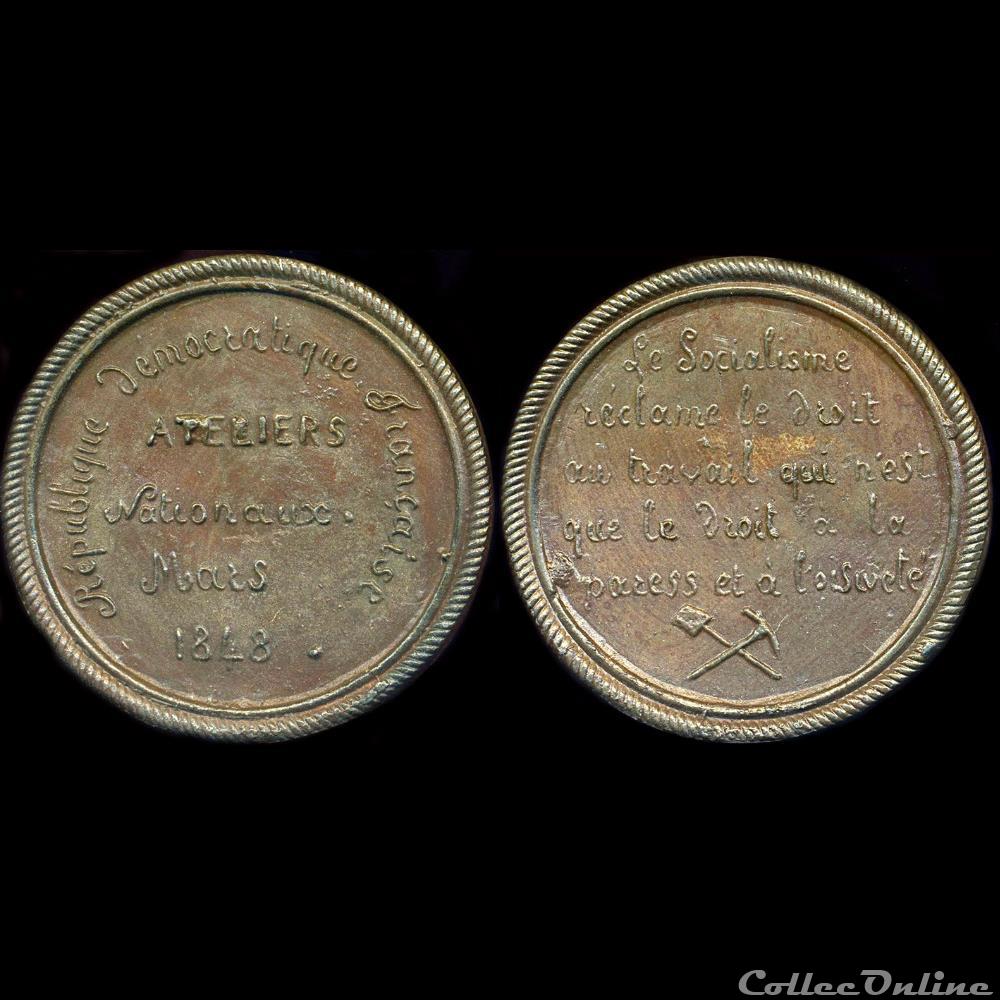 République Démocratique Française
ATELIERS
Nationaux.
Mars
1848.
Le Socialisme
réclame le droit
au travail qui n'est
que le droit à la
paress et à l'oisiveté
CollecOnline